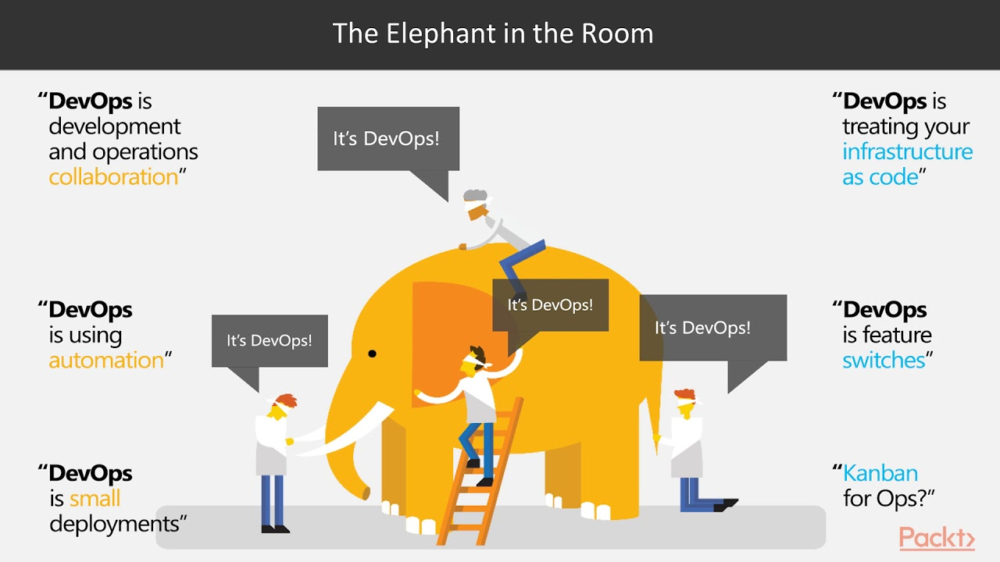 The Elephant in the Room
“DevOps is
development
and operations
collaboration”
It’s DevOps!
“DevOps is
treating your
infrastructure
as code”
“DevOps
is using
automation”
It’s DevOps!
It’s DevOps!
It’s DevOps!
“DevOps
is feature
switches”
“DevOps
is small
deployments”
“Kanban
for Ops?”
Packt>